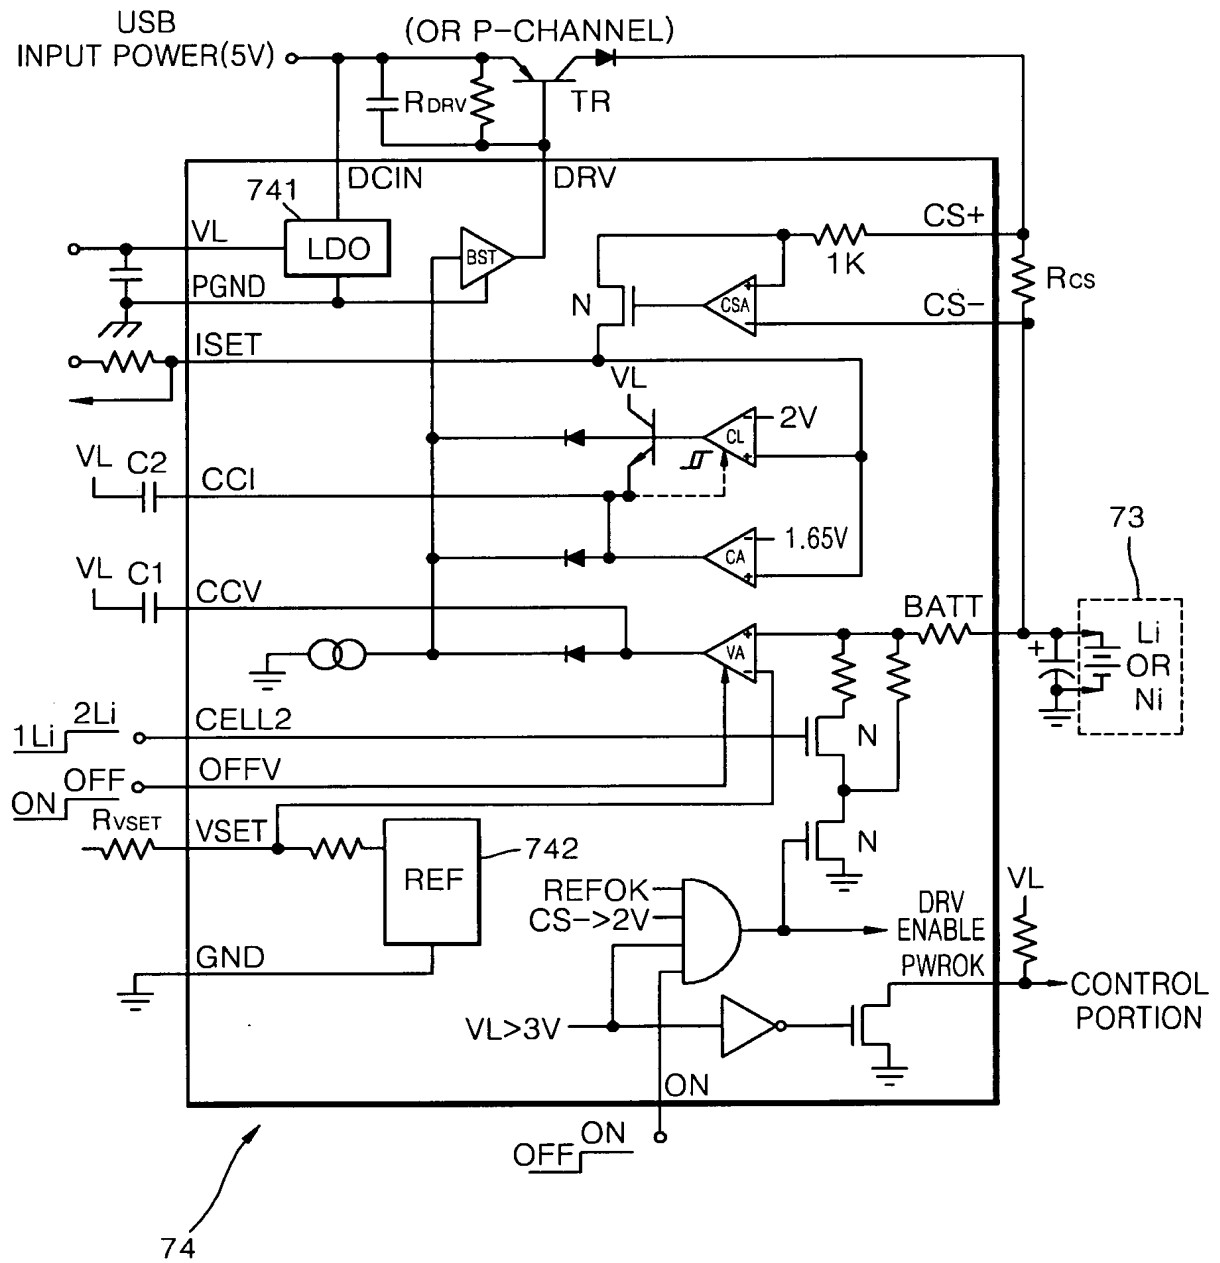 USB
INPUT POWER(5V)
(OR P-CHANNEL)
RDRV
TR
DCIN
DRV
741
VL
LDO
BST
CS+
1K
RCS
PGND
N
CSA
CS-
ISET
VL
CL
2V
VL
C2
CCI
73
CA
1.65V
VL
C1
CCV
BATT
VA
+
Li
OR
Ni
2Li
1Li
CELL2
N
OFF
ON
OFFV
RVSET
VSET
REF
742
N
REFOK
CS->2V
DRV
ENABLE
VL
GND
PWROK
CONTROL
PORTION
VL>3V
ON
ON
OFF
74